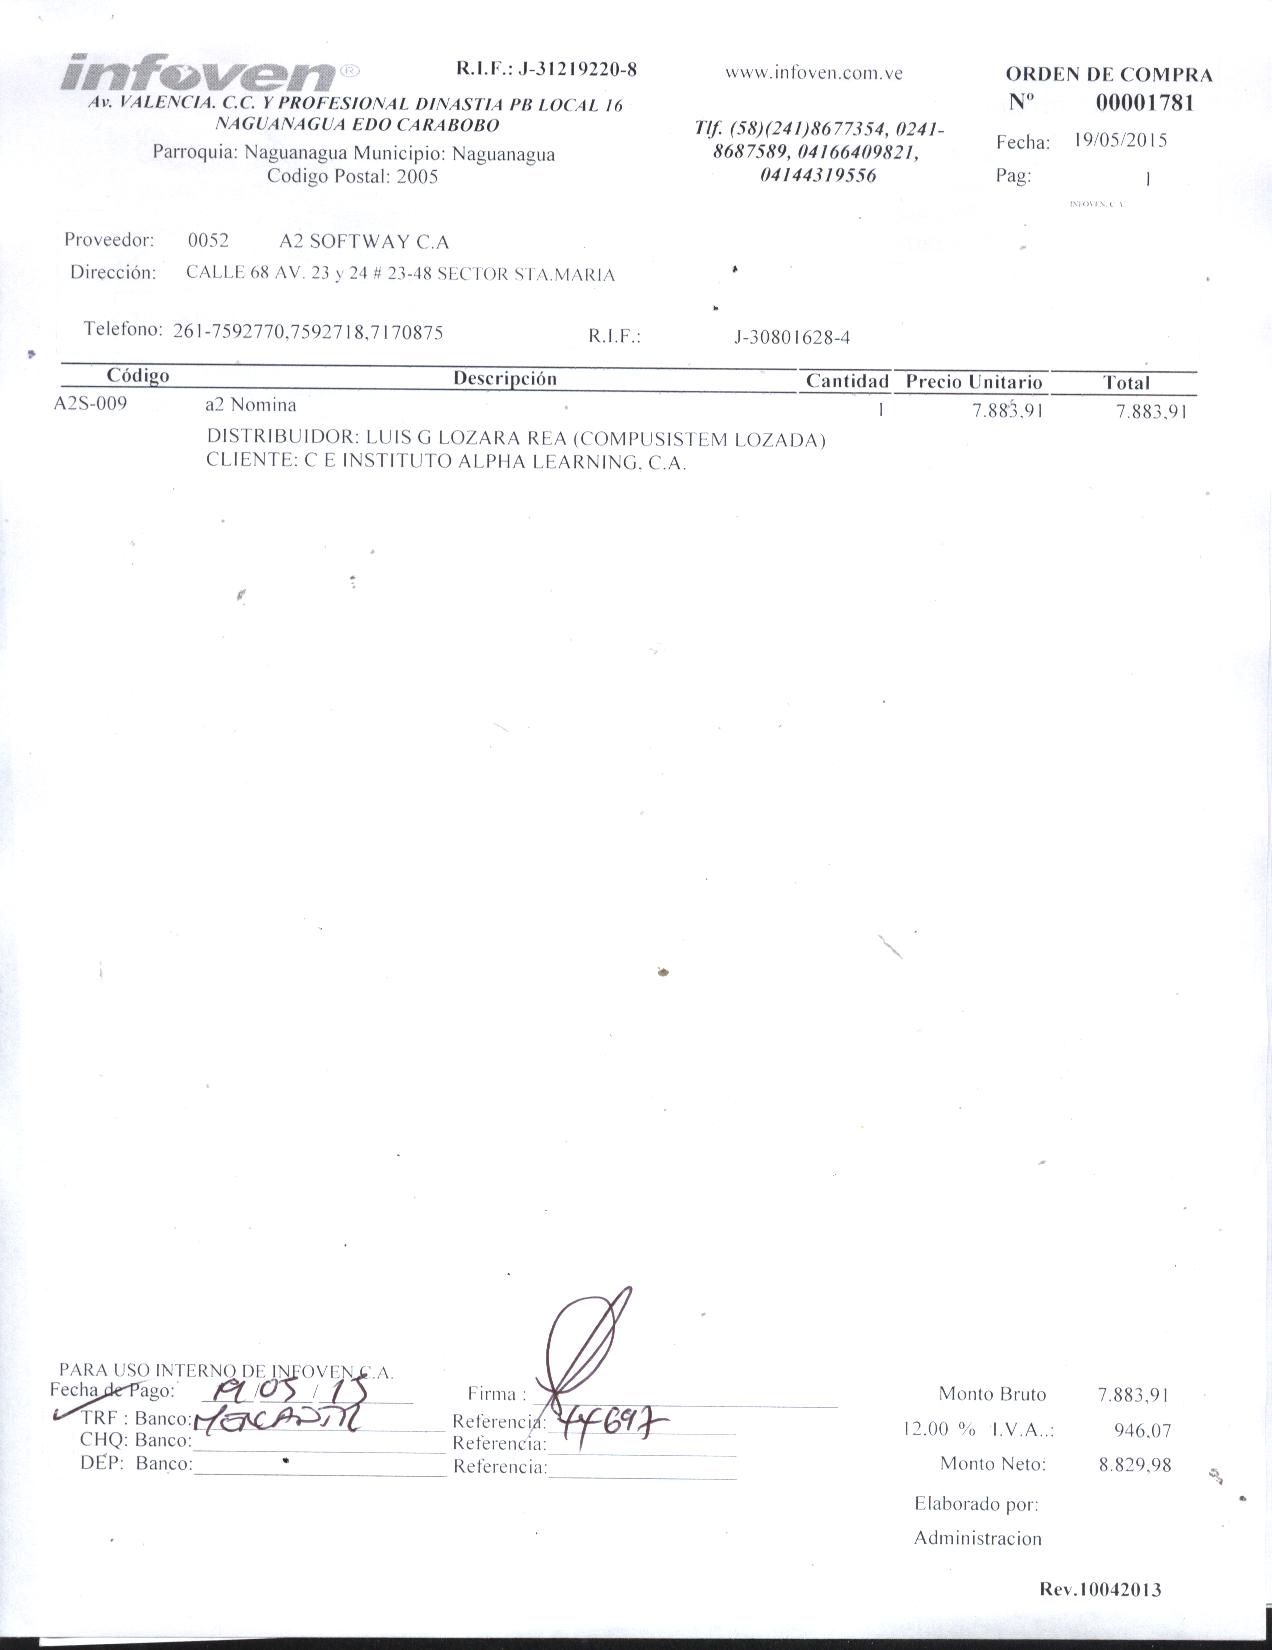 infoven®
R.I.F.: J-31219220-8
www.infoven.com.ve
ORDEN DE COMPRA
Nº 00001781
Av. VALENCIA. C.C. Y PROFESIONAL DINASTIA PB LOCAL 16
NAGUANAGUA EDO CARABOBO
Parroquia: Naguanagua Municipio: Naguanagua
Codigo Postal: 2005
Tlf. (58)(241)8677354, 0241-
8687589, 04166409821,
04144319556
Fecha: 19/05/2015
Pag: 1
INFOVEN, C.A.
Proveedor: 0052 A2 SOFTWAY C.A
Dirección: CALLE 68 AV. 23 y 24 # 23-48 SECTOR STA.MARIA
Telefono: 261-7592770,7592718,7170875 R.I.F.: J-30801628-4
Código Descripción Cantidad Precio Unitario Total
A2S-009 a2 Nomina 1 7.883,91 7.883,91
DISTRIBUIDOR: LUIS G LOZARA REA (COMPUSISTEM LOZADA)
CLIENTE: C E INSTITUTO ALPHA LEARNING, C.A.
PARA USO INTERNO DE INFOVEN C.A.
Fecha de Pago: 19/05/15 Firma :
TRF : Banco: MERCANTIL Referencia: 44697
CHQ: Banco: Referencia:
DEP: Banco: Referencia:
Monto Bruto 7.883,91
12.00 % I.V.A..: 946,07
Monto Neto: 8.829,98
Elaborado por:
Administracion
Rev.10042013